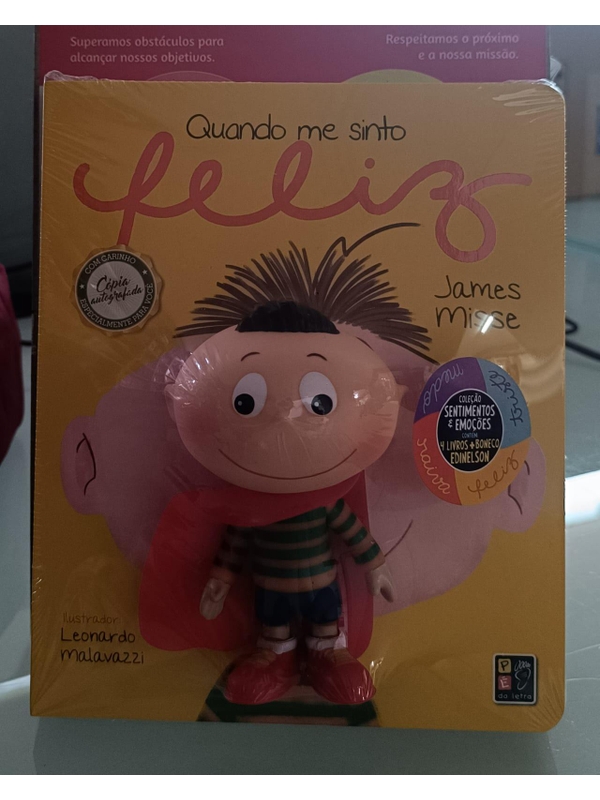 Superamos obstáculos para
alcançar nossos objetivos.
Respeitamos o próximo
e a nossa missão.
Quando me sinto
feliz
COM CARINHO
Cópia
autografada
ESPECIALMENTE PARA VOCÊ
James
Misse
medo
triste
raiva
feliz
COLEÇÃO
SENTIMENTOS
& EMOÇÕES
CONTÉM
4 LIVROS + BONECO
EDINELSON
Ilustrador
Leonardo
Malavazzi
PÉ
da letra